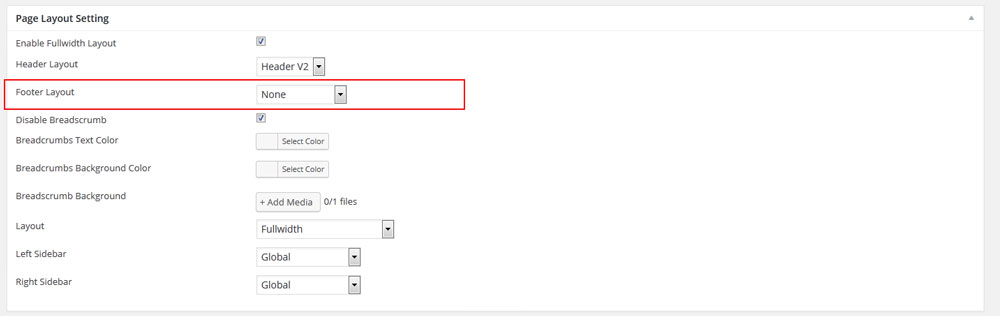 Page Layout Setting
Enable Fullwidth Layout
Header Layout Header V2
Footer Layout None
Disable Breadscrumb
Breadcrumbs Text Color Select Color
Breadcrumbs Background Color Select Color
Breadscrumb Background + Add Media 0/1 files
Layout Fullwidth
Left Sidebar Global
Right Sidebar Global